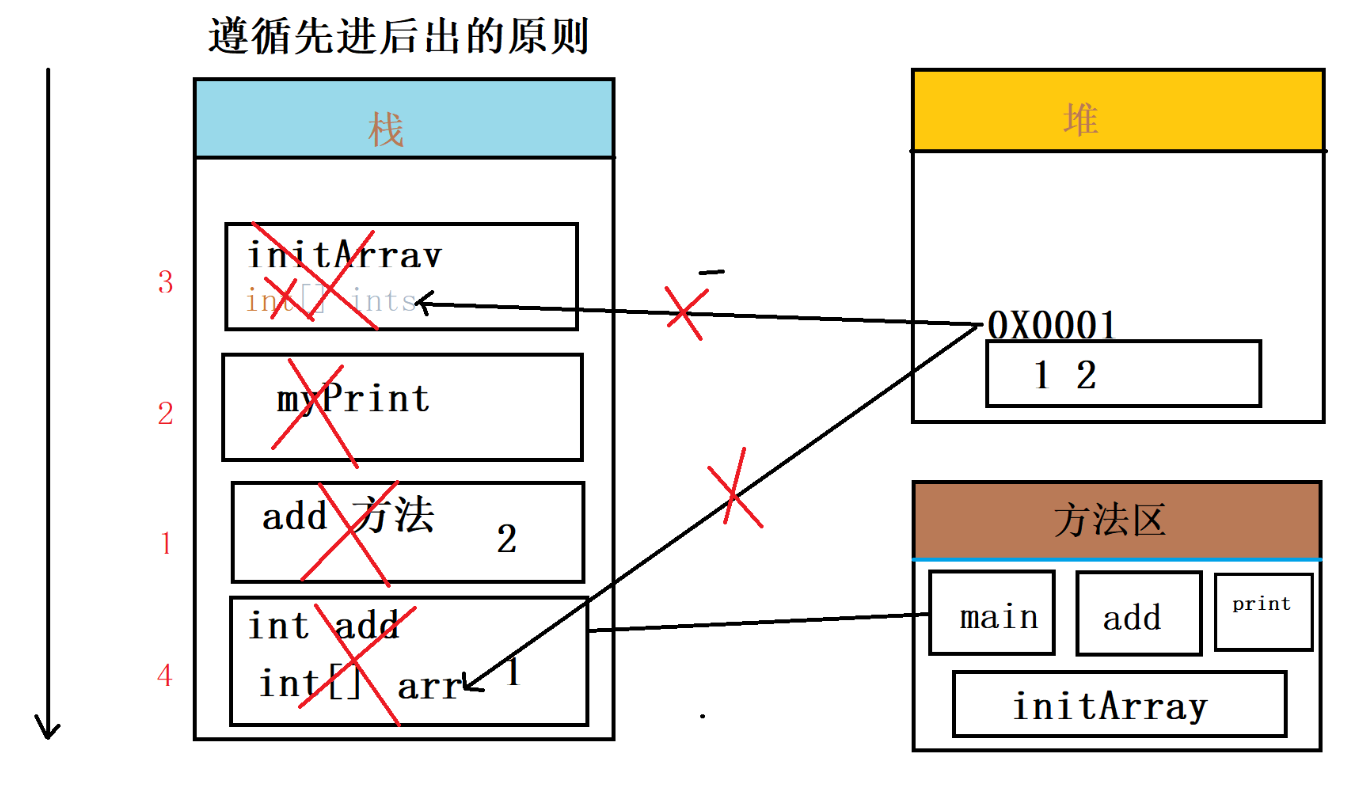 遵循先进后出的原则
栈
3
initArrav
int[] ints
2
myPrint
1
add 方法
2
4
int add
int[] arr
1
堆
0X0001
1 2
方法区
main
add
print
initArray